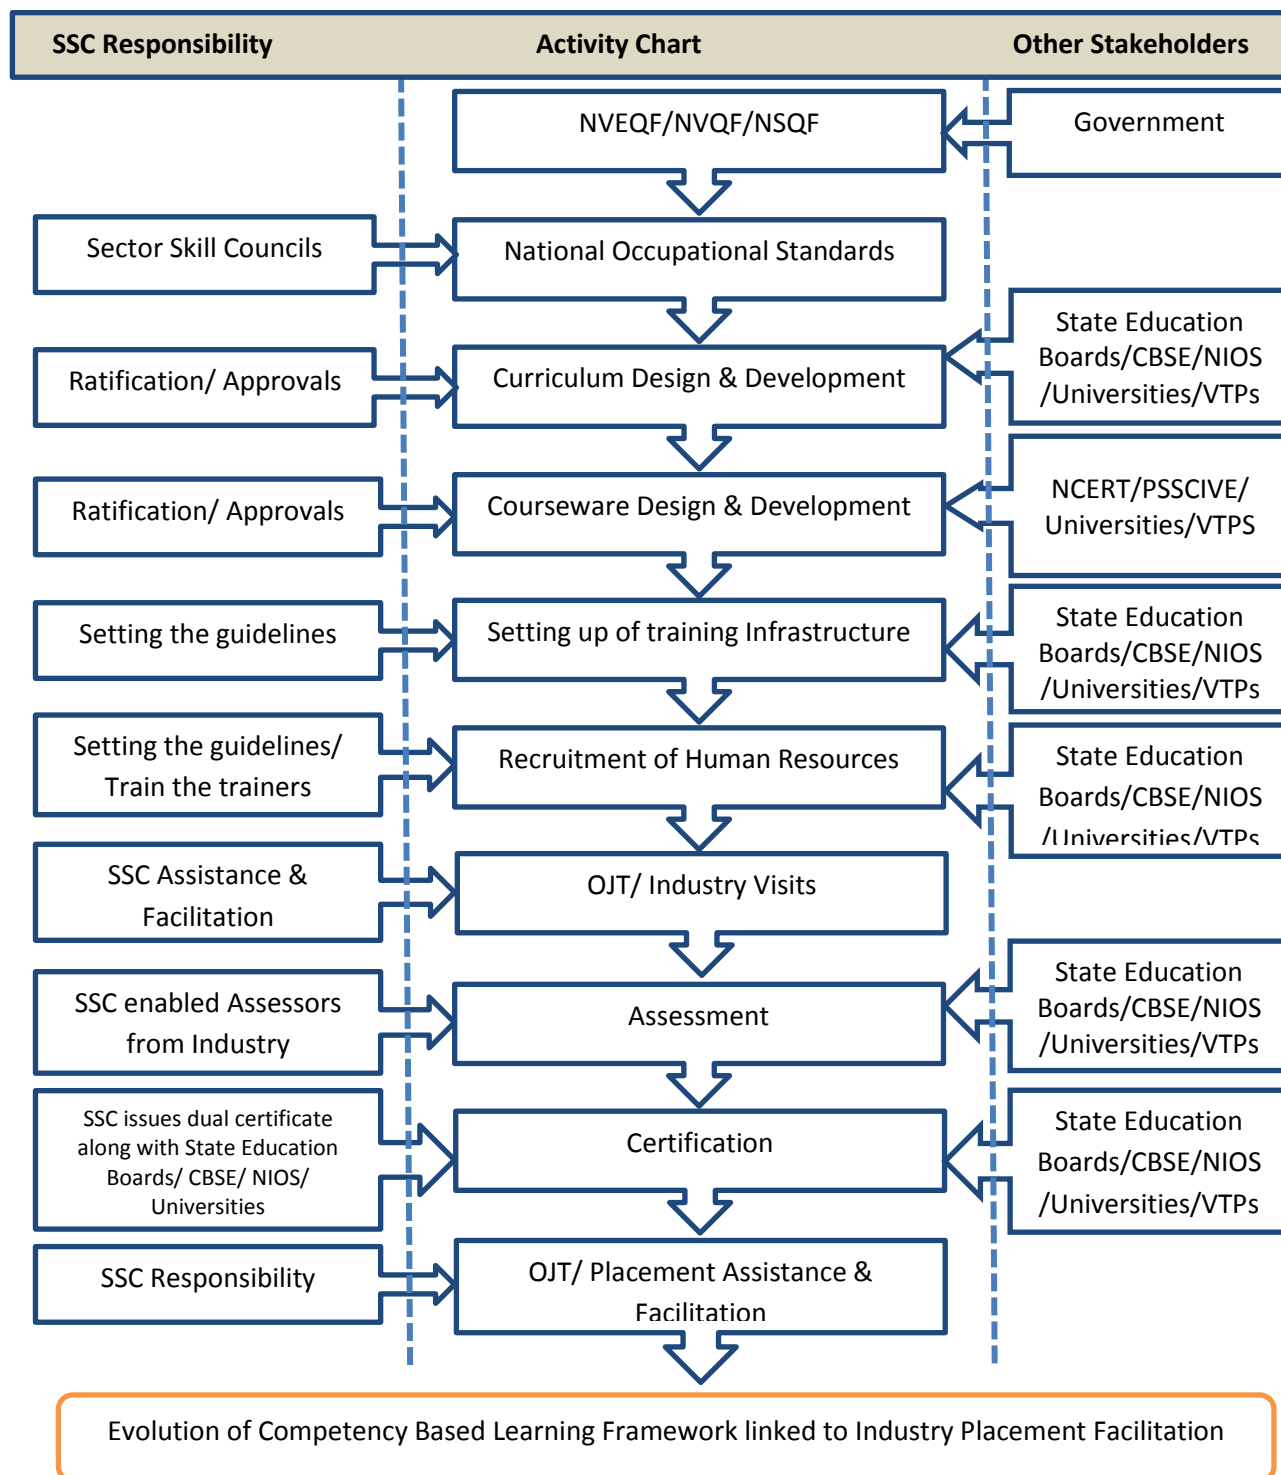 SSC Responsibility
Activity Chart
Other Stakeholders
NVEQF/NVQF/NSQF
Government
Sector Skill Councils
National Occupational Standards
Ratification/ Approvals
Curriculum Design & Development
State Education
Boards/CBSE/NIOS
/Universities/VTPs
Ratification/ Approvals
Courseware Design & Development
NCERT/PSSCIVE/
Universities/VTPS
Setting the guidelines
Setting up of training Infrastructure
State Education
Boards/CBSE/NIOS
/Universities/VTPs
Setting the guidelines/
Train the trainers
Recruitment of Human Resources
State Education
Boards/CBSE/NIOS
/Universities/VTPs
SSC Assistance &
Facilitation
OJT/ Industry Visits
SSC enabled Assessors
from Industry
Assessment
State Education
Boards/CBSE/NIOS
/Universities/VTPs
SSC issues dual certificate
along with State Education
Boards/ CBSE/ NIOS/
Universities
Certification
State Education
Boards/CBSE/NIOS
/Universities/VTPs
SSC Responsibility
OJT/ Placement Assistance &
Facilitation
Evolution of Competency Based Learning Framework linked to Industry Placement Facilitation